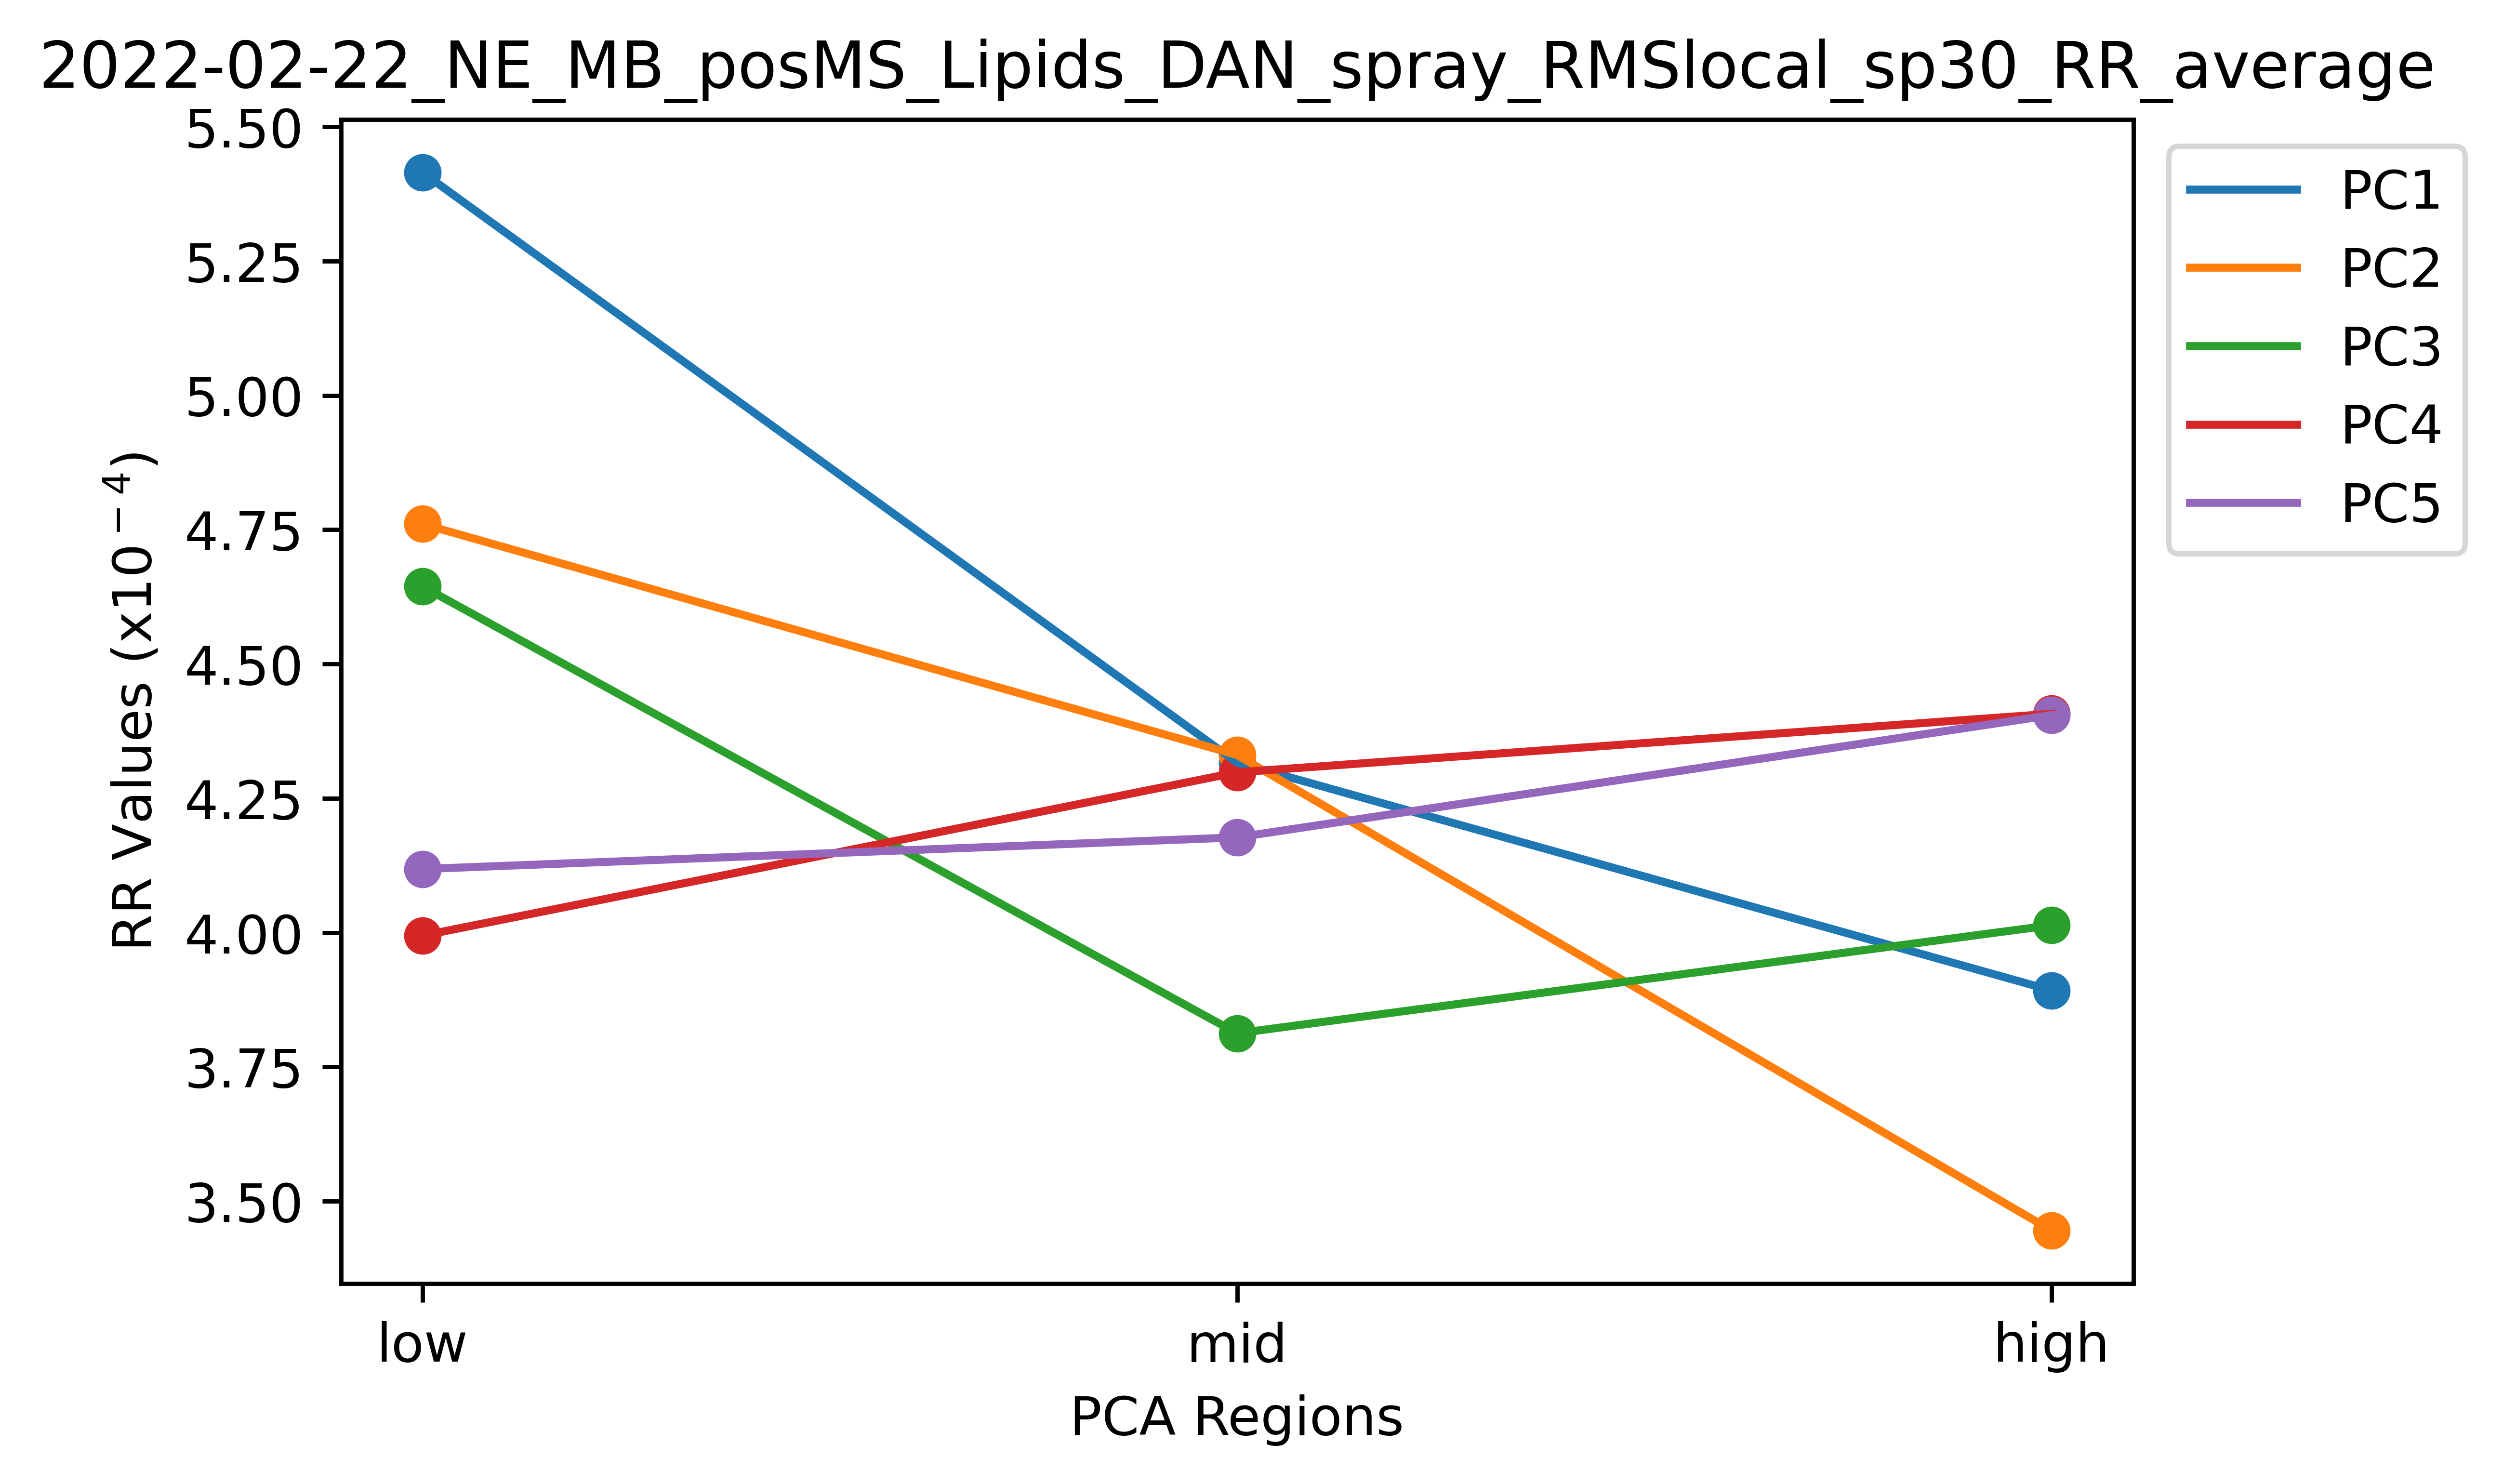 2022-02-22_NE_MB_posMS_Lipids_DAN_spray_RMSlocal_sp30_RR_average
5.50
5.25
5.00
4.75
4.50
4.25
4.00
3.75
3.50
RR Values (x10⁻⁴)
low
mid
high
PCA Regions
PC1
PC2
PC3
PC4
PC5